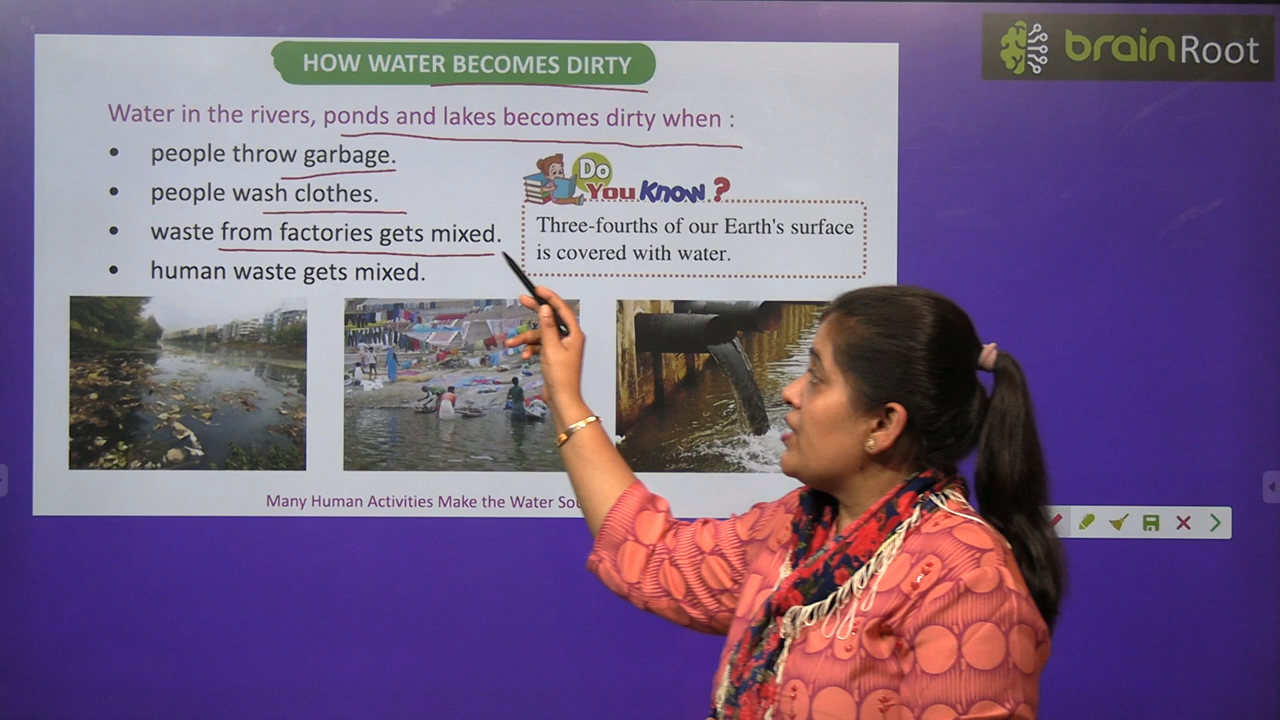 brainRoot
HOW WATER BECOMES DIRTY
Water in the rivers, ponds and lakes becomes dirty when :
• people throw garbage.
• people wash clothes.
• waste from factories gets mixed.
• human waste gets mixed.
Do
You Know ?
Three-fourths of our Earth's surface
is covered with water.
Many Human Activities Make the Water